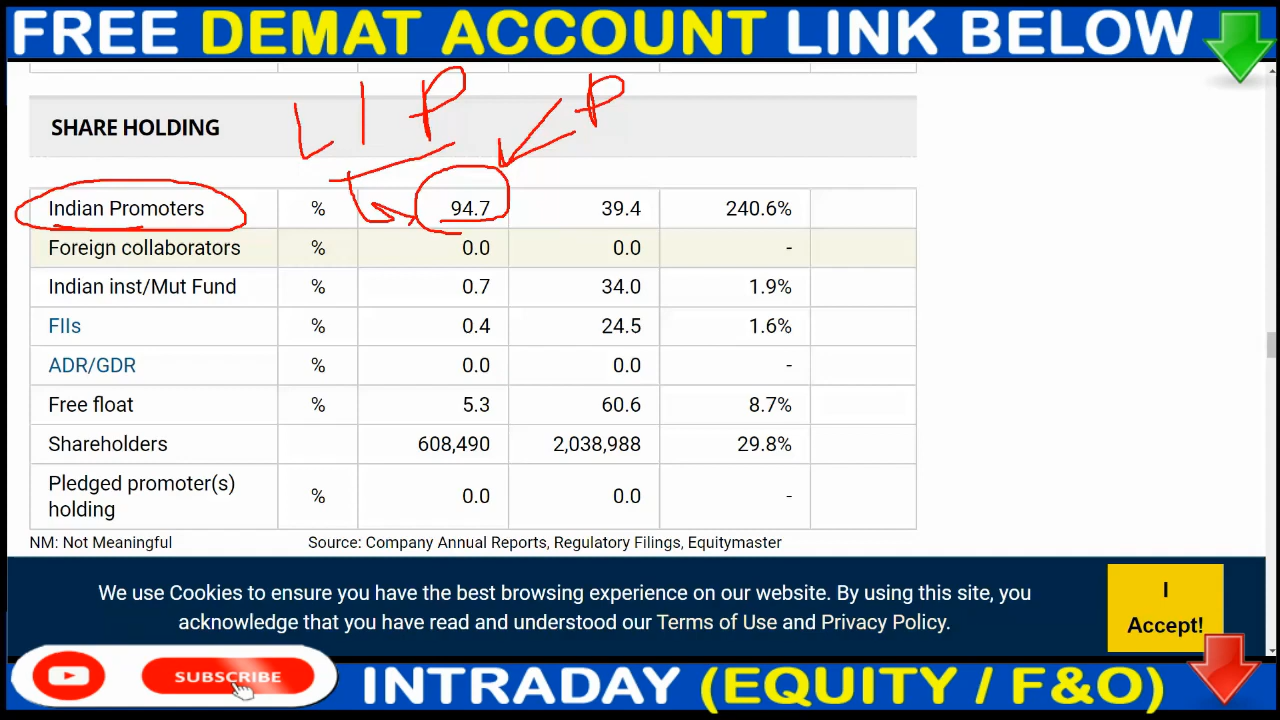 FREE DEMAT ACCOUNT LINK BELOW
L I P P
SHARE HOLDING
Indian Promoters % 94.7 39.4 240.6%
Foreign collaborators % 0.0 0.0 -
Indian inst/Mut Fund % 0.7 34.0 1.9%
FIIs % 0.4 24.5 1.6%
ADR/GDR % 0.0 0.0 -
Free float % 5.3 60.6 8.7%
Shareholders 608,490 2,038,988 29.8%
Pledged promoter(s)
holding % 0.0 0.0 -
NM: Not Meaningful Source: Company Annual Reports, Regulatory Filings, Equitymaster
We use Cookies to ensure you have the best browsing experience on our website. By using this site, you
acknowledge that you have read and understood our Terms of Use and Privacy Policy.
I
Accept!
SUBSCRIBE
INTRADAY (EQUITY / F&O)